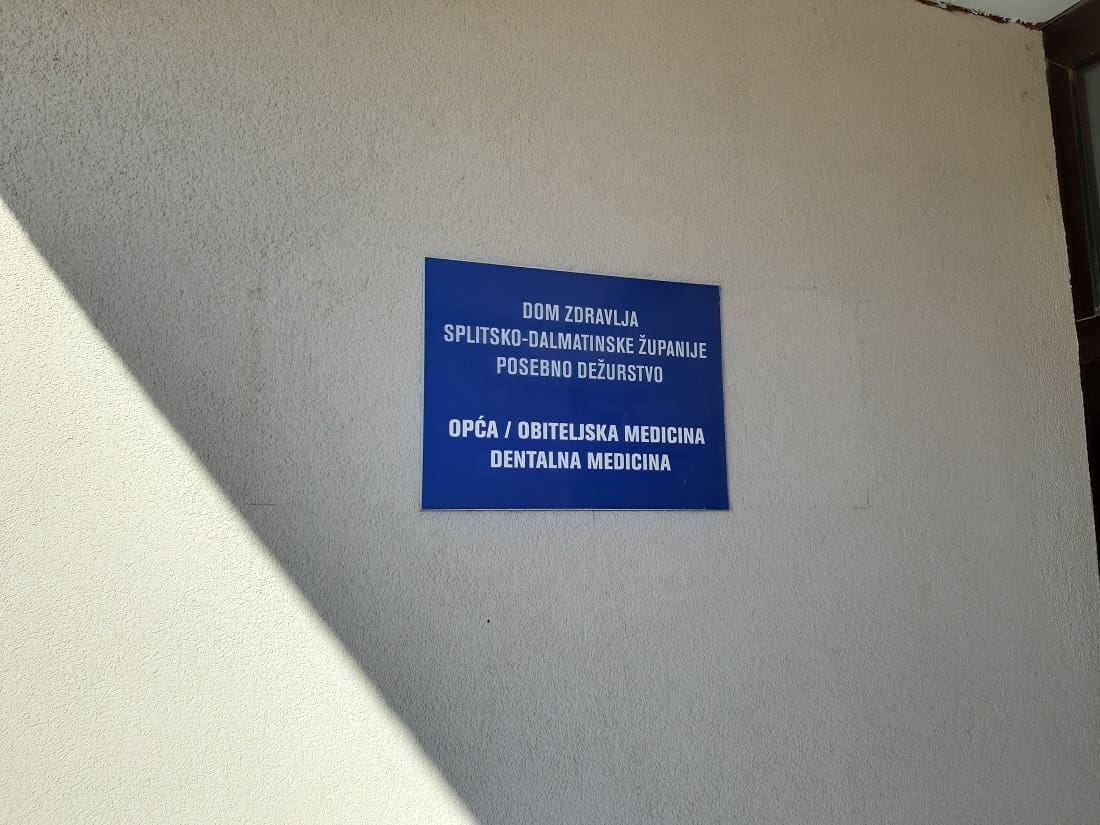 DOM ZDRAVLJA
SPLITSKO-DALMATINSKE ŽUPANIJE
POSEBNO DEŽURSTVO
OPĆA / OBITELJSKA MEDICINA
DENTALNA MEDICINA